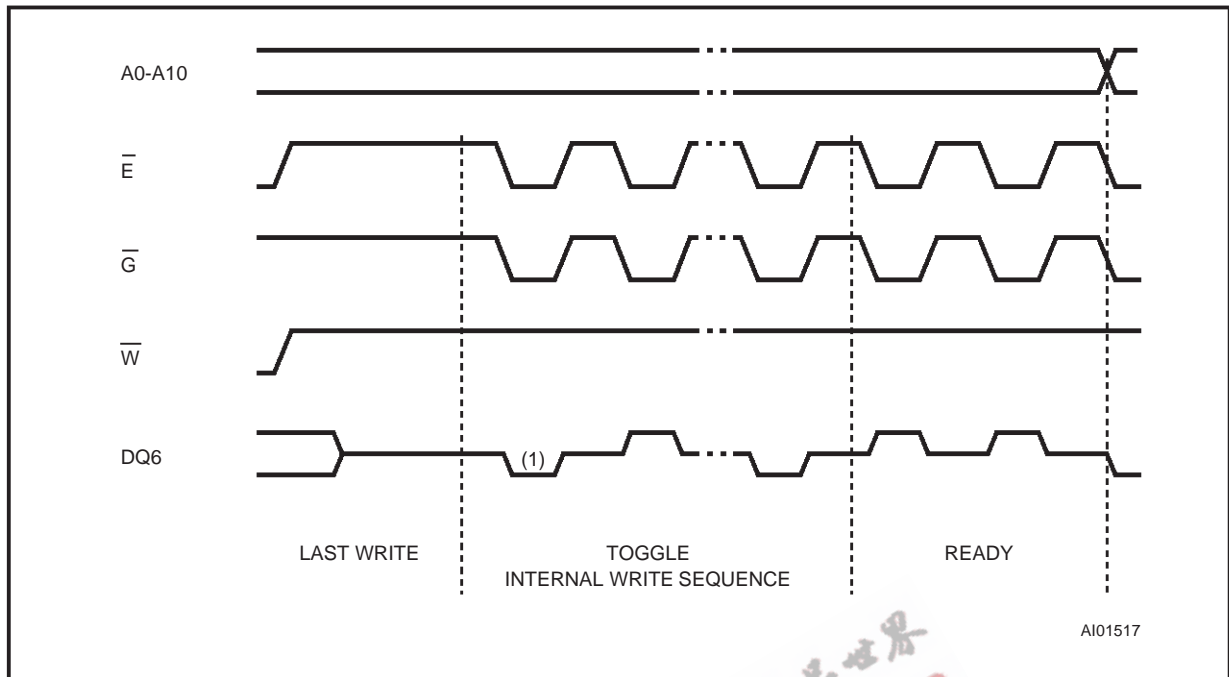 A0-A10
E
G
W
DQ6
(1)
LAST WRITE
TOGGLE
INTERNAL WRITE SEQUENCE
READY
AI01517